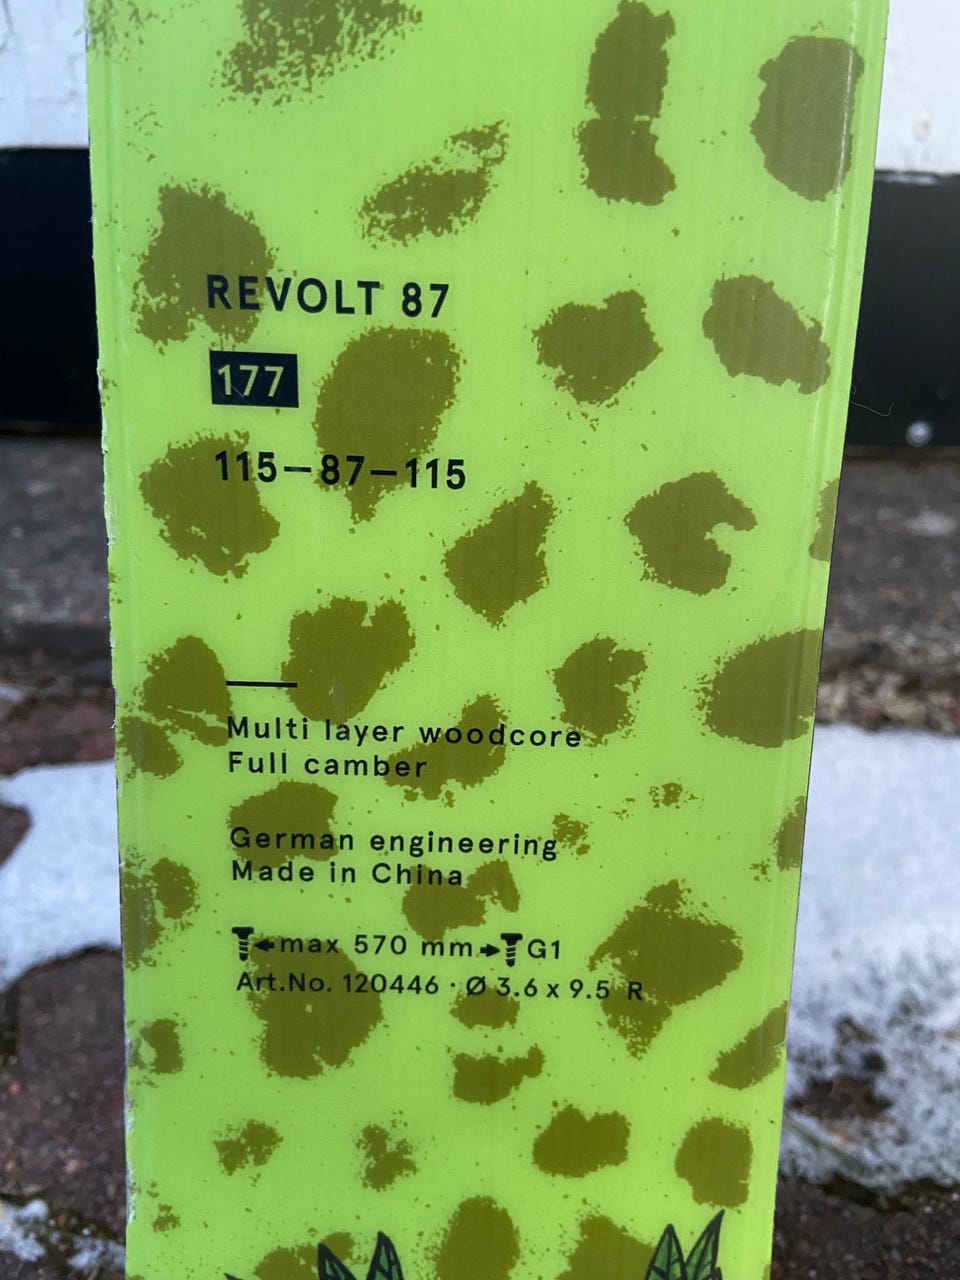 REVOLT 87
177
115–87–115
Multi layer woodcore
Full camber
German engineering
Made in China
max 570 mm G1
Art.No. 120446 · Ø 3.6 x 9.5 R